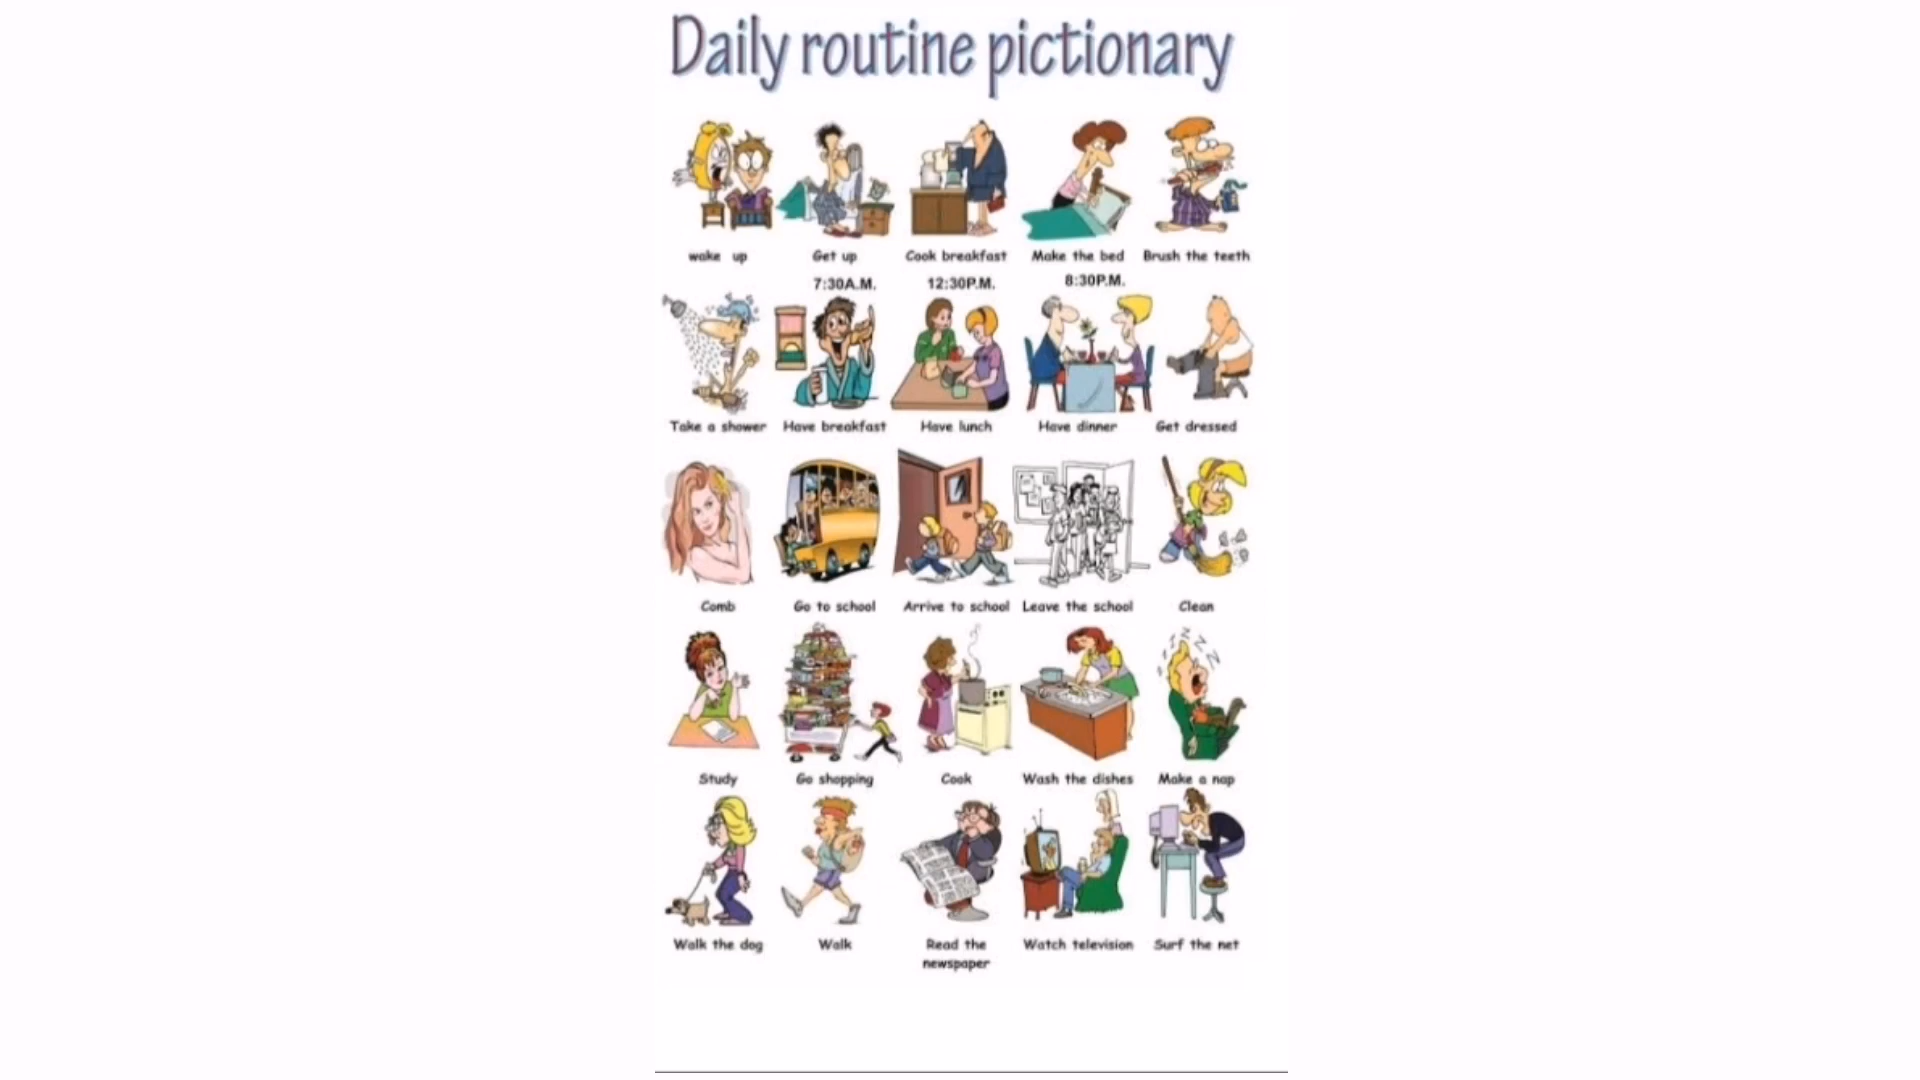 Daily routine pictionary
wake up
Get up
Cook breakfast
Make the bed
Brush the teeth
7:30A.M.
12:30P.M.
8:30P.M.
Take a shower
Have breakfast
Have lunch
Have dinner
Get dressed
Comb
Go to school
Arrive to school
Leave the school
Clean
Study
Go shopping
Cook
Wash the dishes
Make a nap
Walk the dog
Walk
Read the
newspaper
Watch television
Surf the net